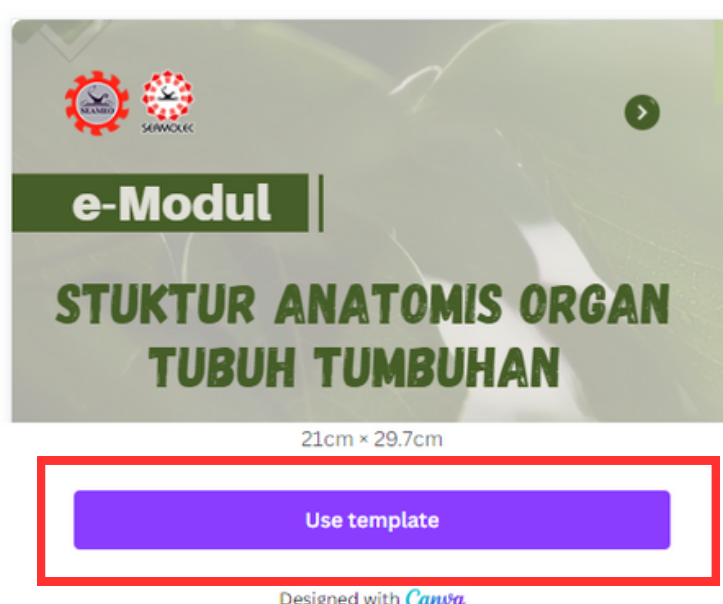 SEAMEO
SEAMOLEC
e-Modul
STUKTUR ANATOMIS ORGAN
TUBUH TUMBUHAN
21cm × 29.7cm
Use template
Designed with Canva